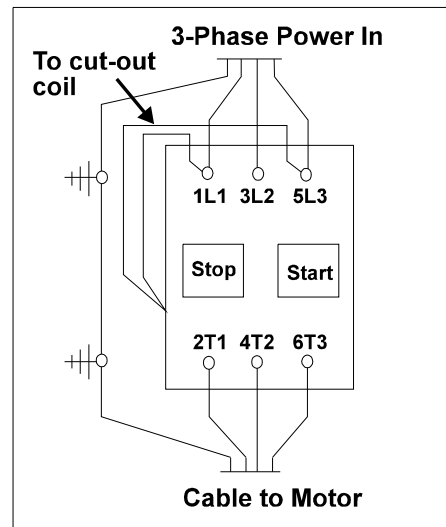 3-Phase Power In
To cut-out
coil
1L1 3L2 5L3
Stop Start
2T1 4T2 6T3
Cable to Motor